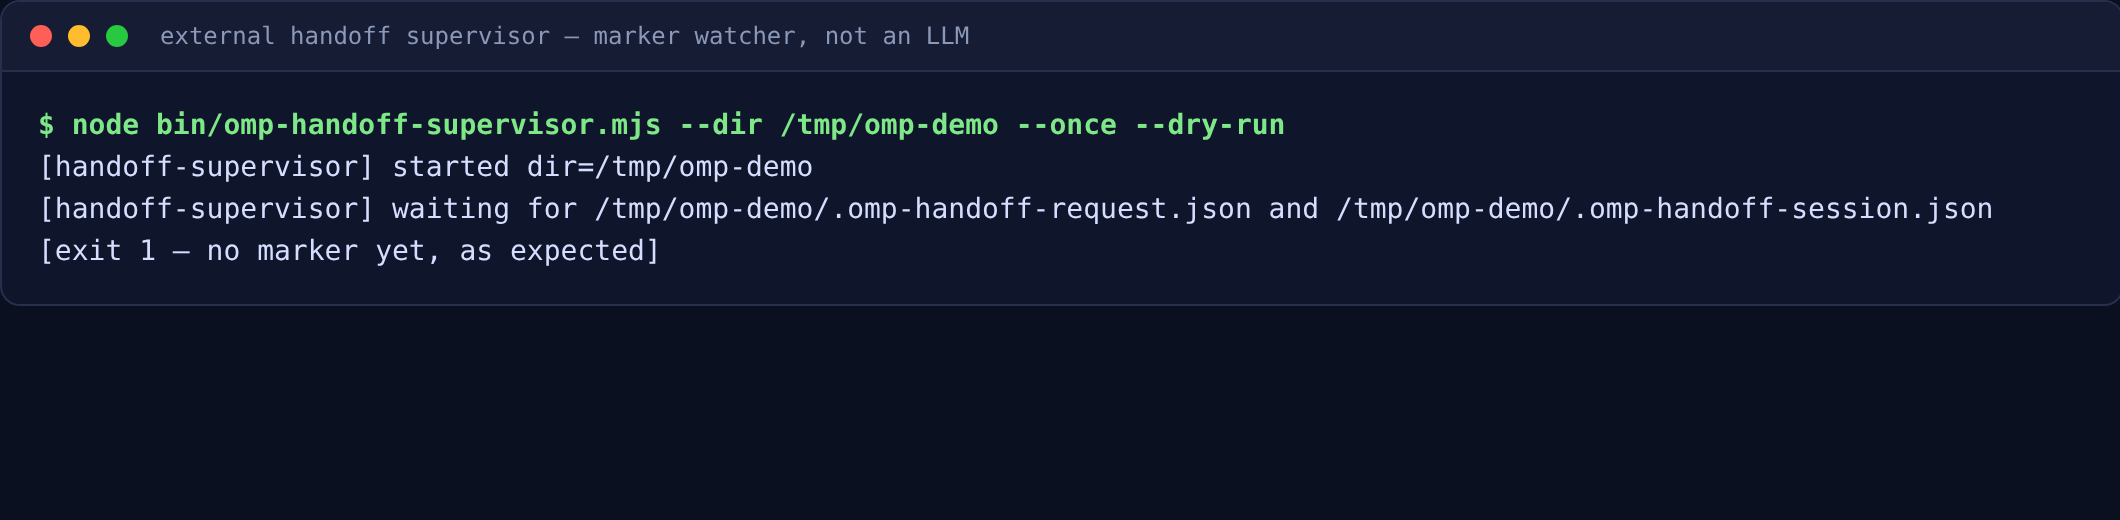 external handoff supervisor — marker watcher, not an LLM
$ node bin/omp-handoff-supervisor.mjs --dir /tmp/omp-demo --once --dry-run
[handoff-supervisor] started dir=/tmp/omp-demo
[handoff-supervisor] waiting for /tmp/omp-demo/.omp-handoff-request.json and /tmp/omp-demo/.omp-handoff-session.json
[exit 1 — no marker yet, as expected]